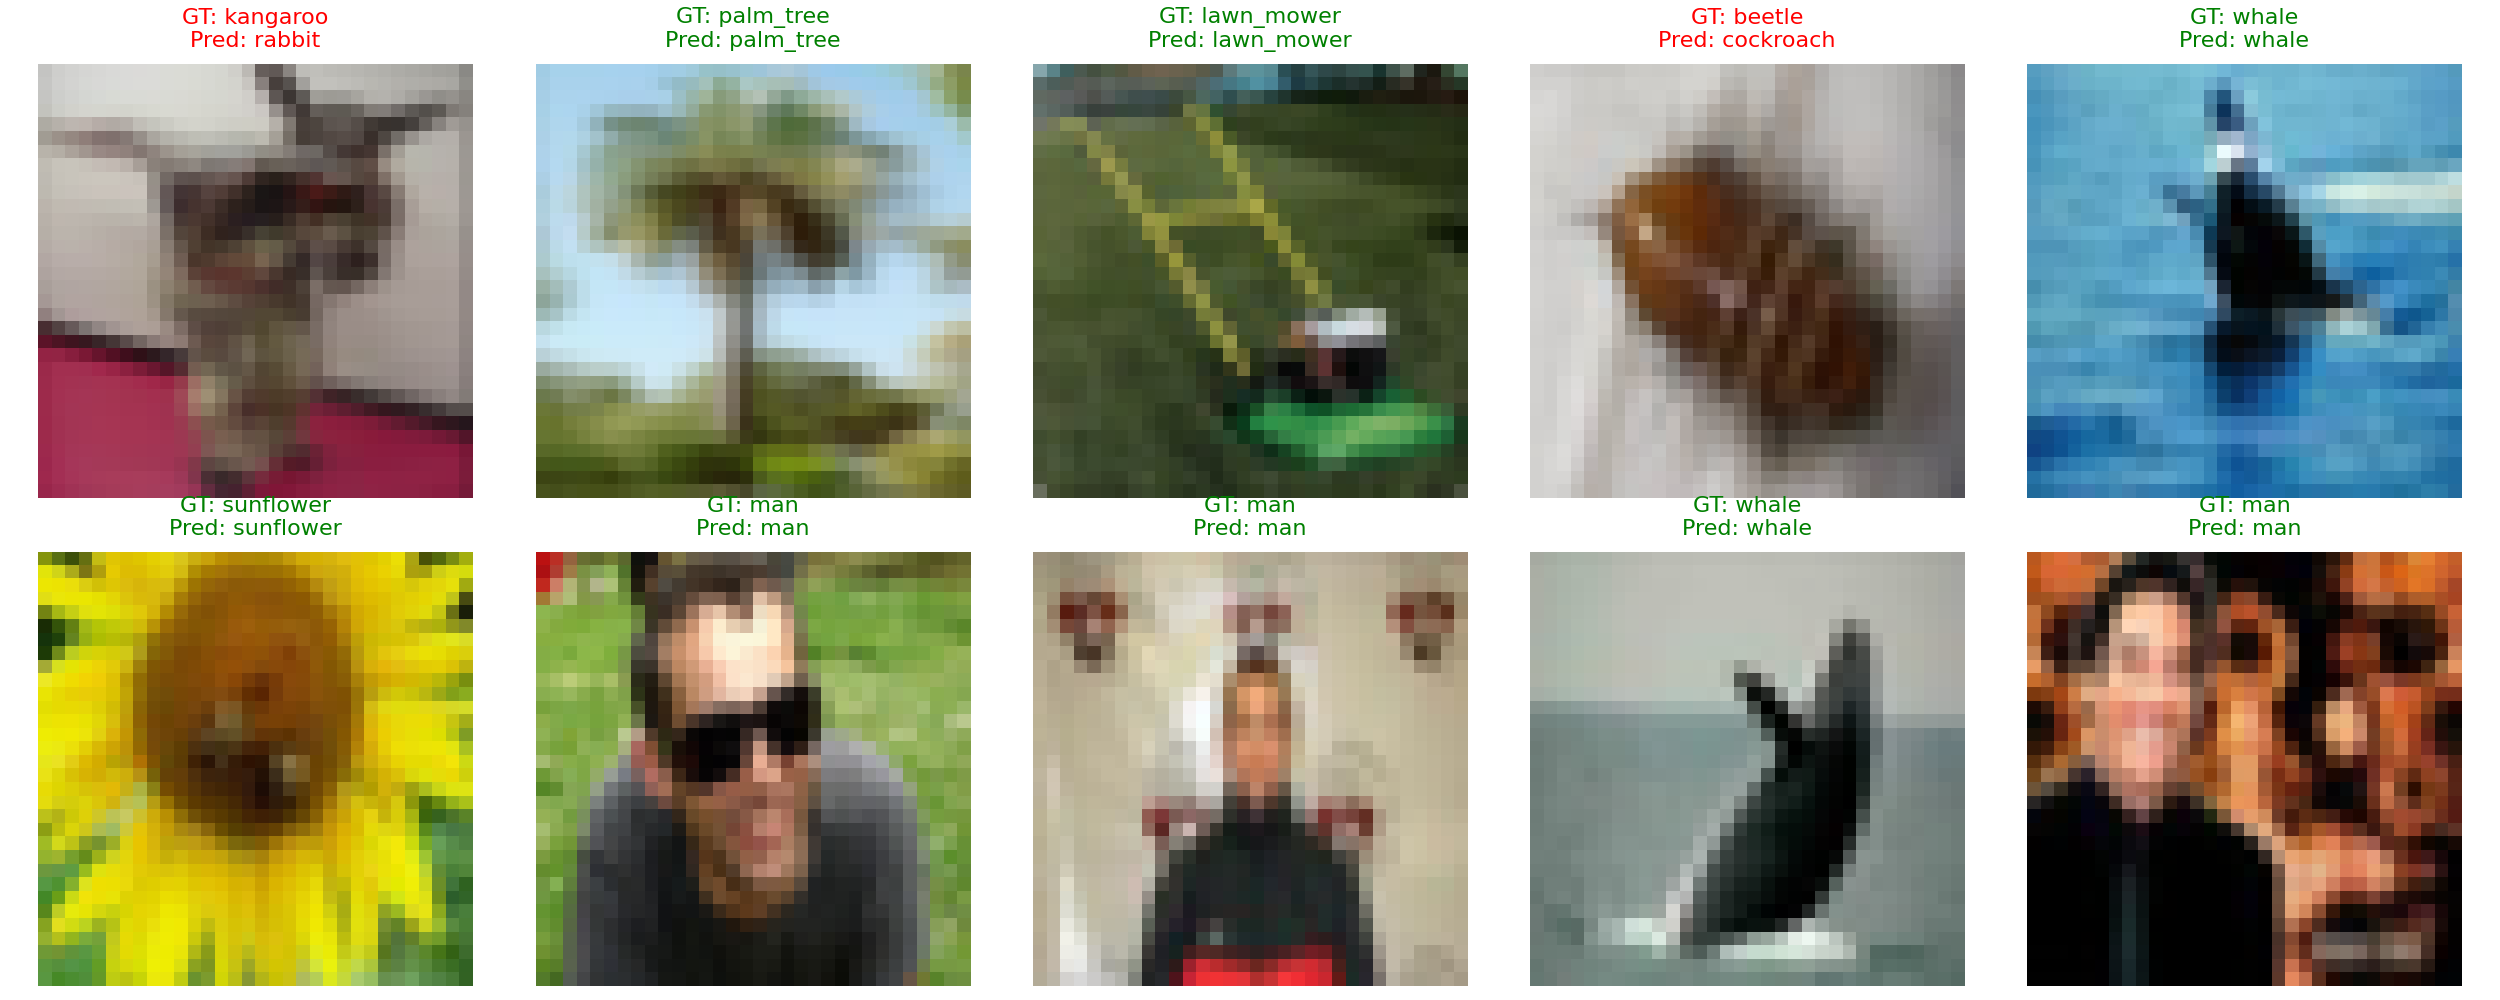 GT: kangaroo
Pred: rabbit
GT: palm_tree
Pred: palm_tree
GT: lawn_mower
Pred: lawn_mower
GT: beetle
Pred: cockroach
GT: whale
Pred: whale
GT: sunflower
Pred: sunflower
GT: man
Pred: man
GT: man
Pred: man
GT: whale
Pred: whale
GT: man
Pred: man